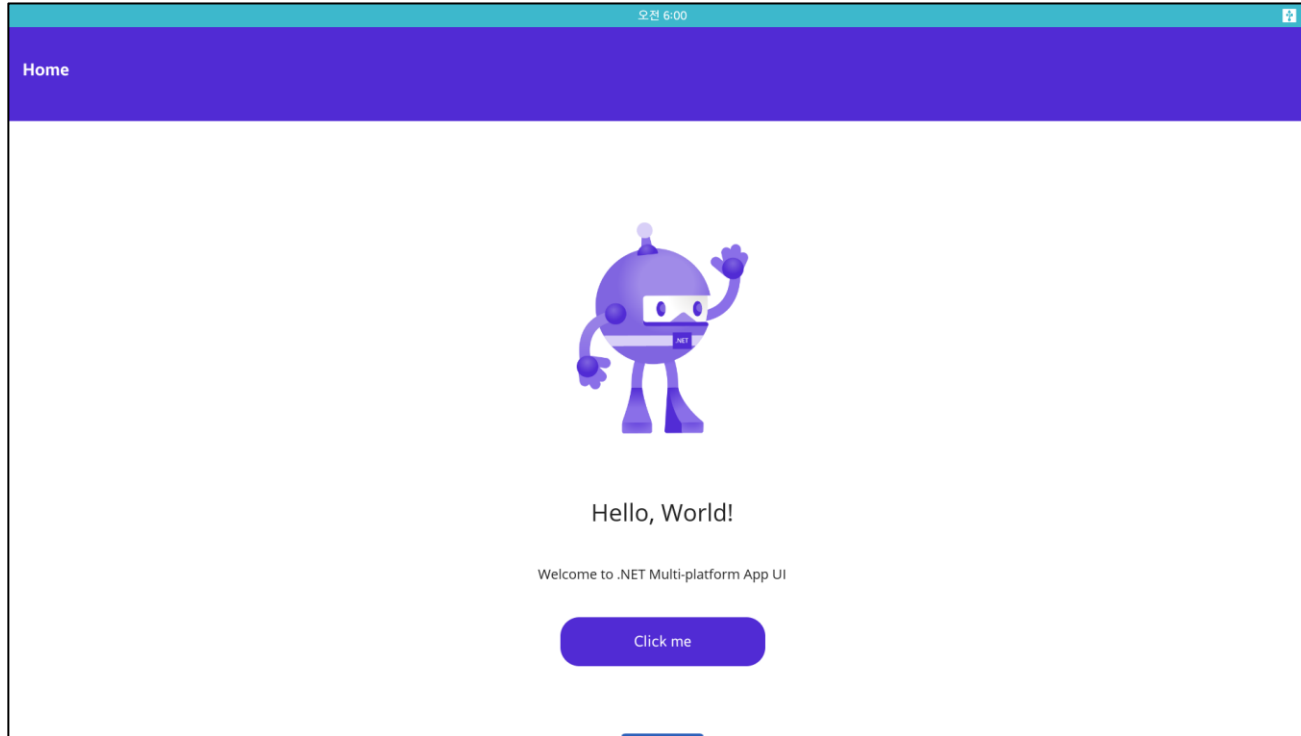 오전 6:00
Home
.NET
Hello, World!
Welcome to .NET Multi-platform App UI
Click me